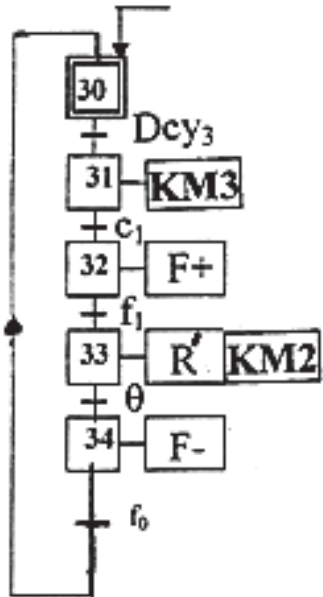 30
Dcy₃
31 KM3
c₁
32 F+
f₁
33 R' KM2
θ
34 F-
f₀